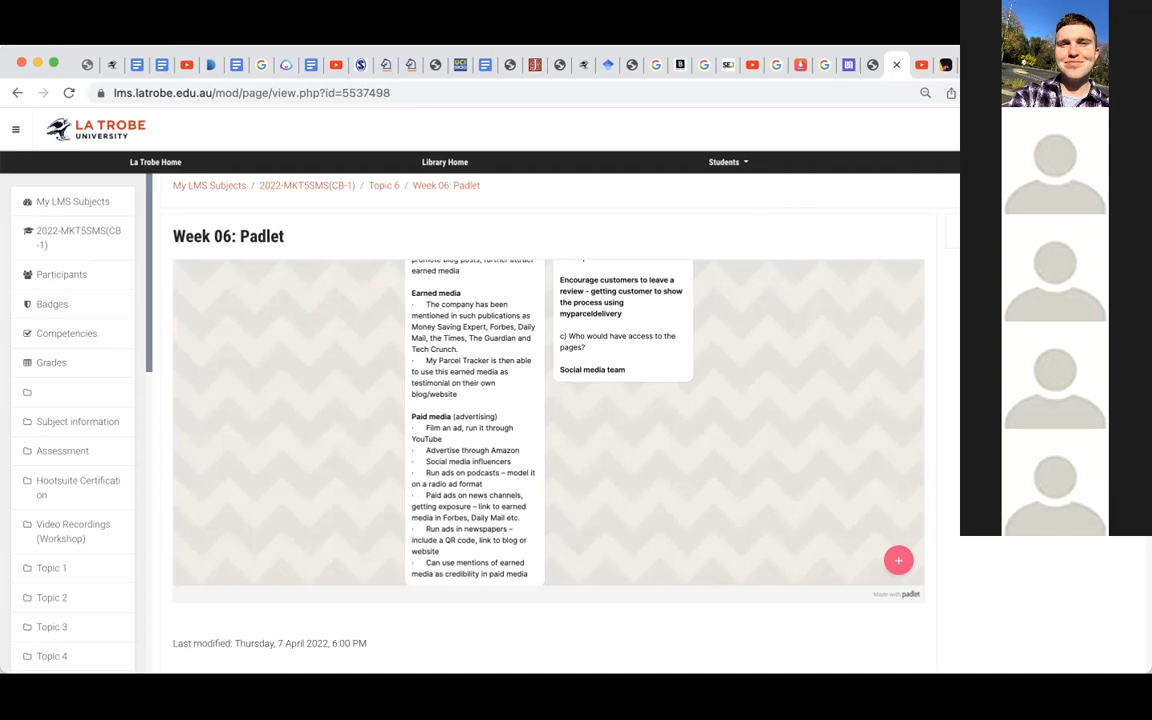 lms.latrobe.edu.au/mod/page/view.php?id=5537498
LA TROBE
UNIVERSITY
La Trobe Home
Library Home
Students
My LMS Subjects / 2022-MKT5SMS(CB-1) / Topic 6 / Week 06: Padlet
My LMS Subjects
2022-MKT5SMS(CB
-1)
Participants
Badges
Competencies
Grades
Subject information
Assessment
Hootsuite Certificati
on
Video Recordings
(Workshop)
Topic 1
Topic 2
Topic 3
Topic 4
Week 06: Padlet
promote blog posts, further attract
earned media
Earned media
· The company has been
mentioned in such publications as
Money Saving Expert, Forbes, Daily
Mail, the Times, The Guardian and
Tech Crunch.
· My Parcel Tracker is then able
to use this earned media as
testimonial on their own
blog/website
Paid media (advertising)
· Film an ad, run it through
YouTube
· Advertise through Amazon
· Social media influencers
· Run ads on podcasts – model it
on a radio ad format
· Paid ads on news channels,
getting exposure – link to earned
media in Forbes, Daily Mail etc.
· Run ads in newspapers –
include a QR code, link to blog or
website
· Can use mentions of earned
media as credibility in paid media
Encourage customers to leave a
review - getting customer to show
the process using
myparceldelivery
c) Who would have access to the
pages?
Social media team
Made with padlet
Last modified: Thursday, 7 April 2022, 6:00 PM